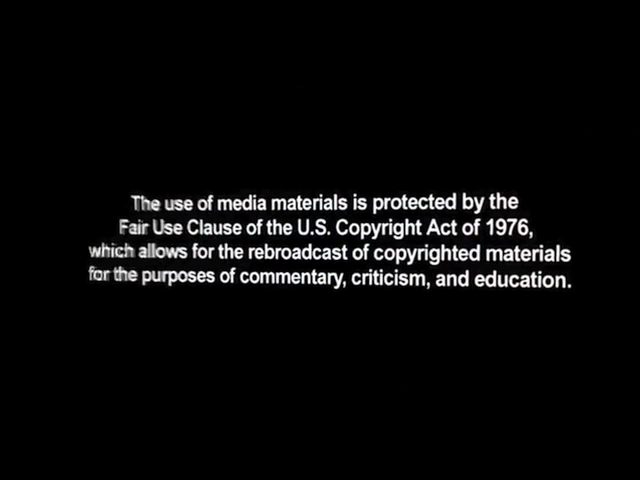 The use of media materials is protected by the
Fair Use Clause of the U.S. Copyright Act of 1976,
which allows for the rebroadcast of copyrighted materials
for the purposes of commentary, criticism, and education.